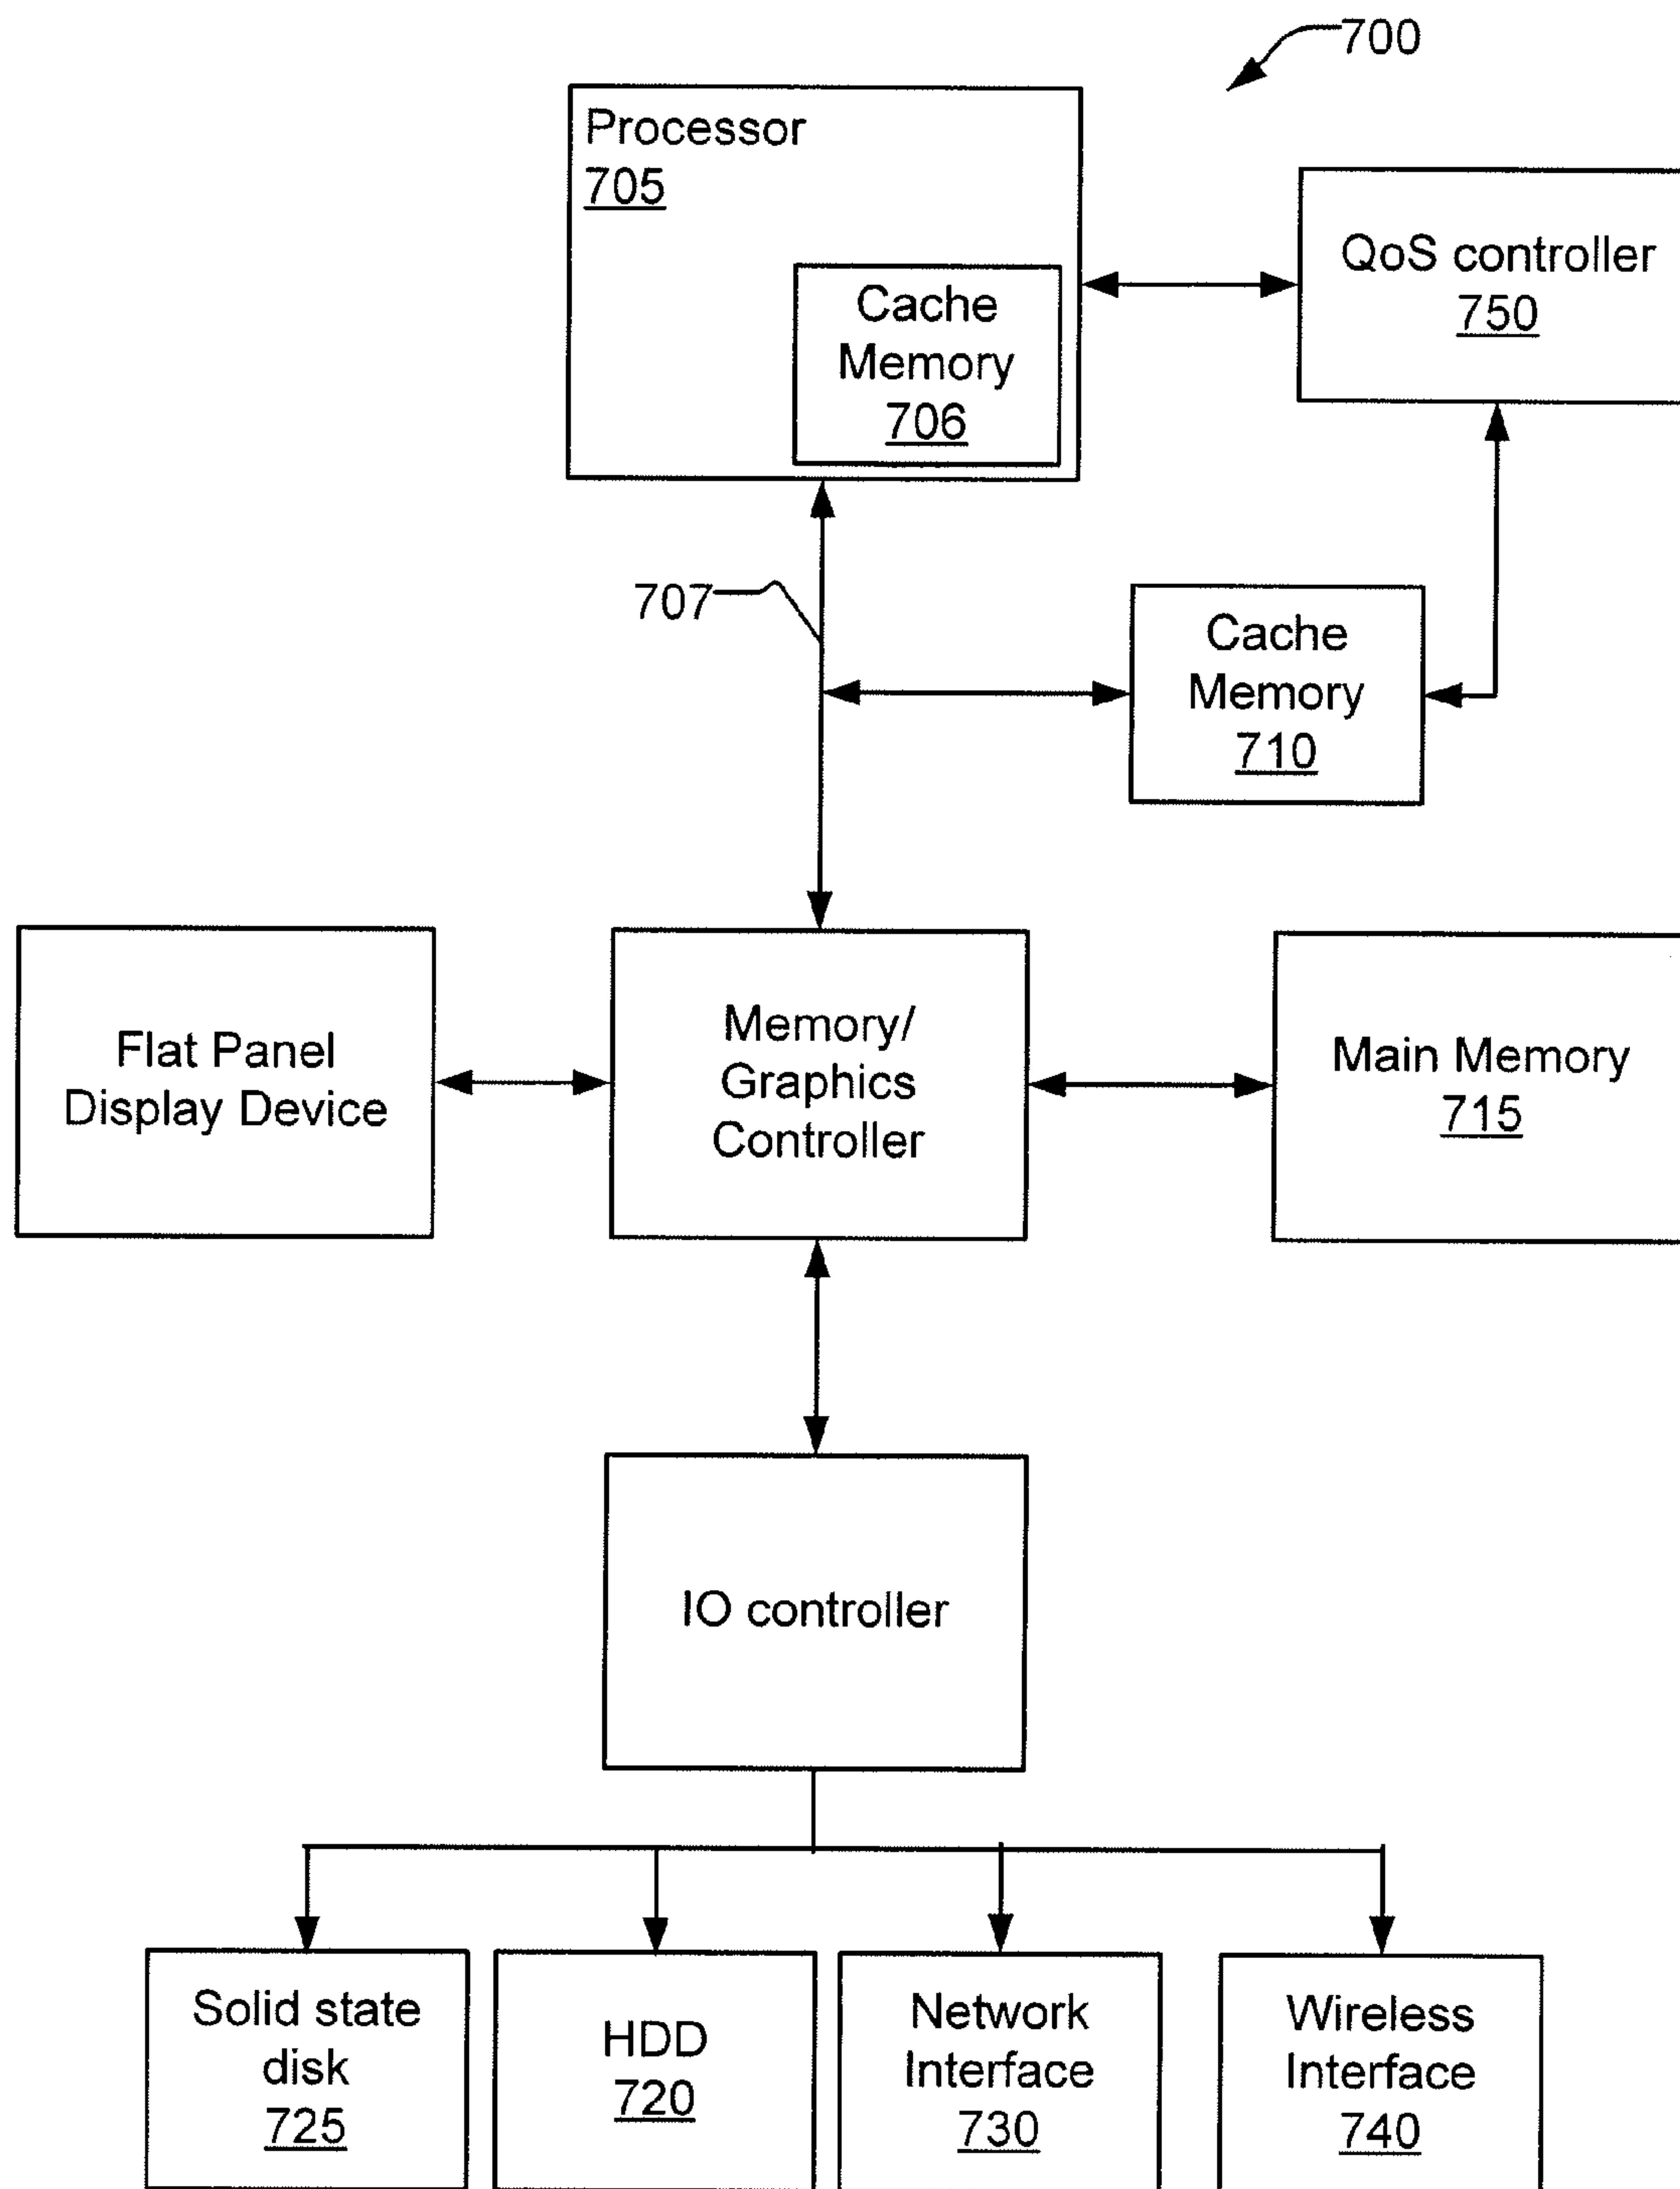 700
Processor
705
Cache
Memory
706
QoS controller
750
707
Cache
Memory
710
Flat Panel
Display Device
Memory/
Graphics
Controller
Main Memory
715
IO controller
Solid state
disk
725
HDD
720
Network
Interface
730
Wireless
Interface
740